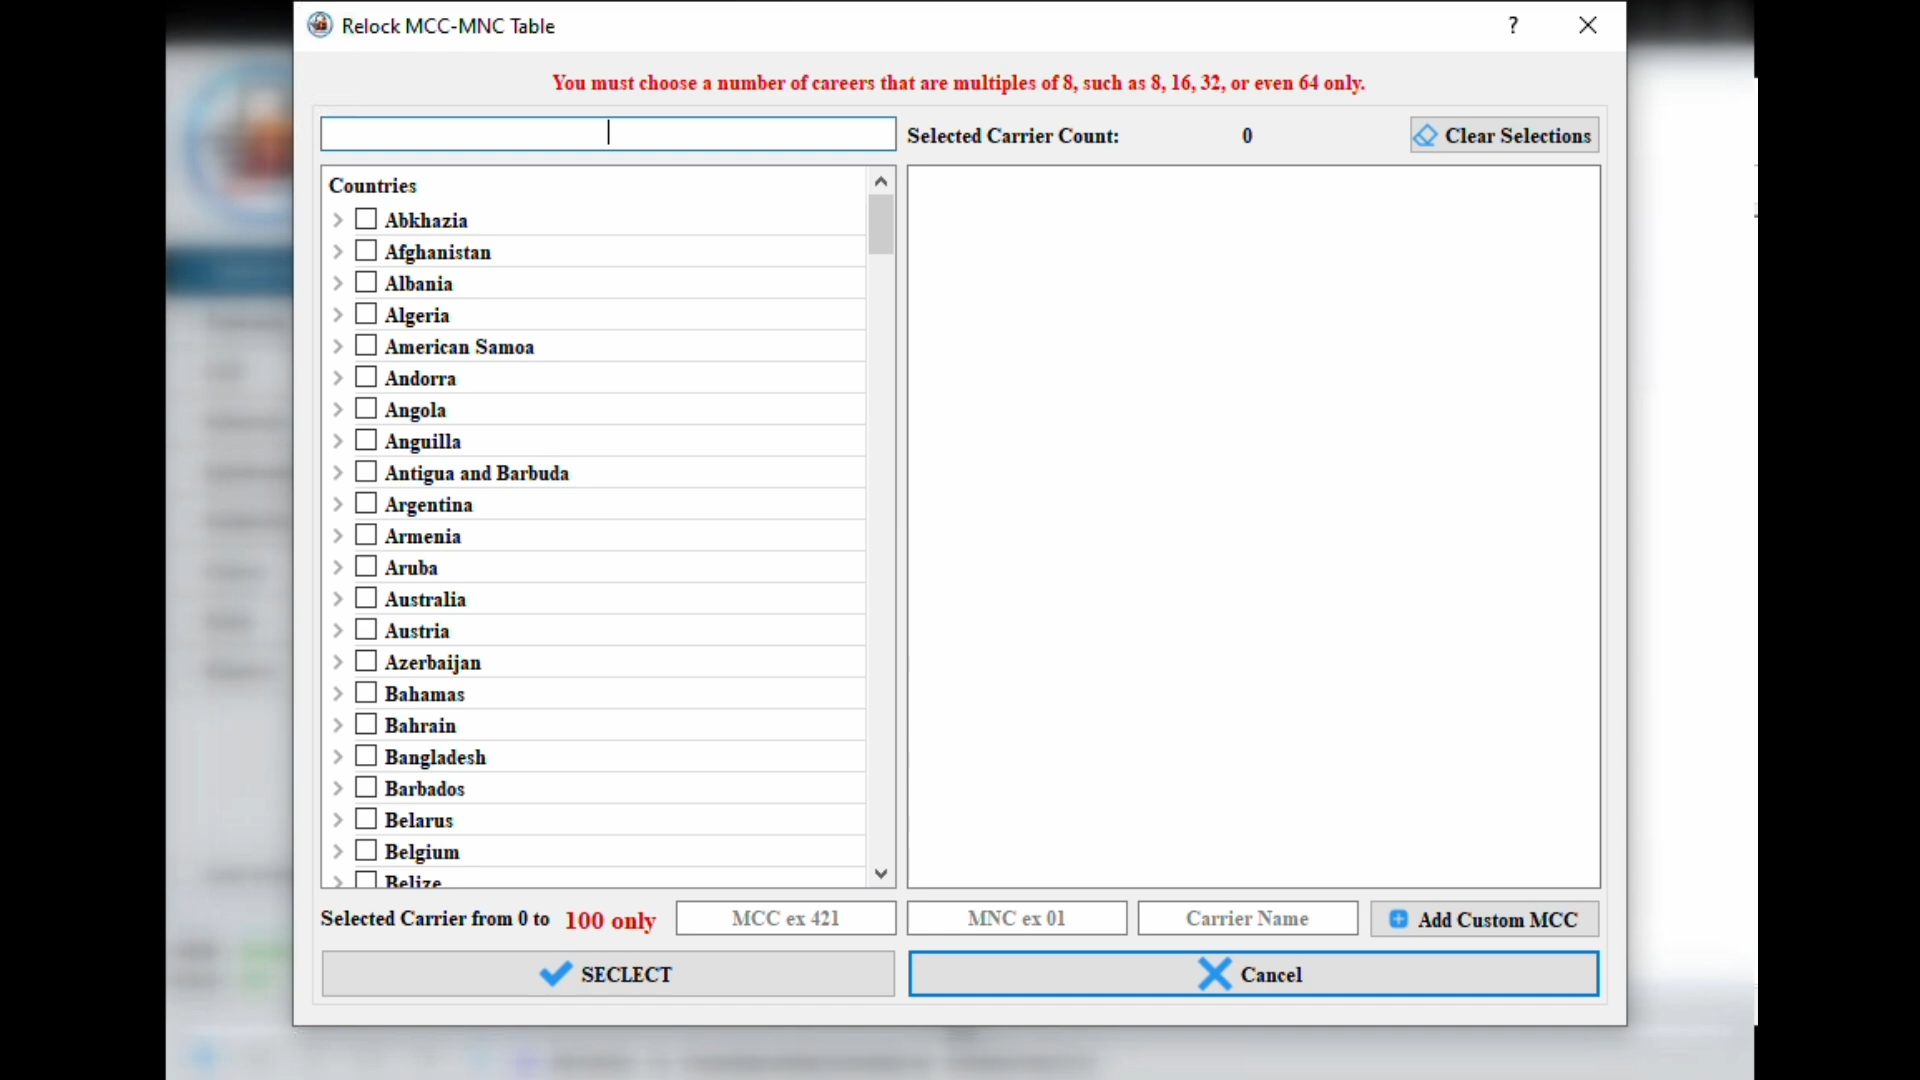 Relock MCC-MNC Table
?
You must choose a number of careers that are multiples of 8, such as 8, 16, 32, or even 64 only.
Selected Carrier Count: 0
Clear Selections
Countries
Abkhazia
Afghanistan
Albania
Algeria
American Samoa
Andorra
Angola
Anguilla
Antigua and Barbuda
Argentina
Armenia
Aruba
Australia
Austria
Azerbaijan
Bahamas
Bahrain
Bangladesh
Barbados
Belarus
Belgium
Belize
Selected Carrier from 0 to 100 only
MCC ex 421
MNC ex 01
Carrier Name
Add Custom MCC
SECLECT
Cancel